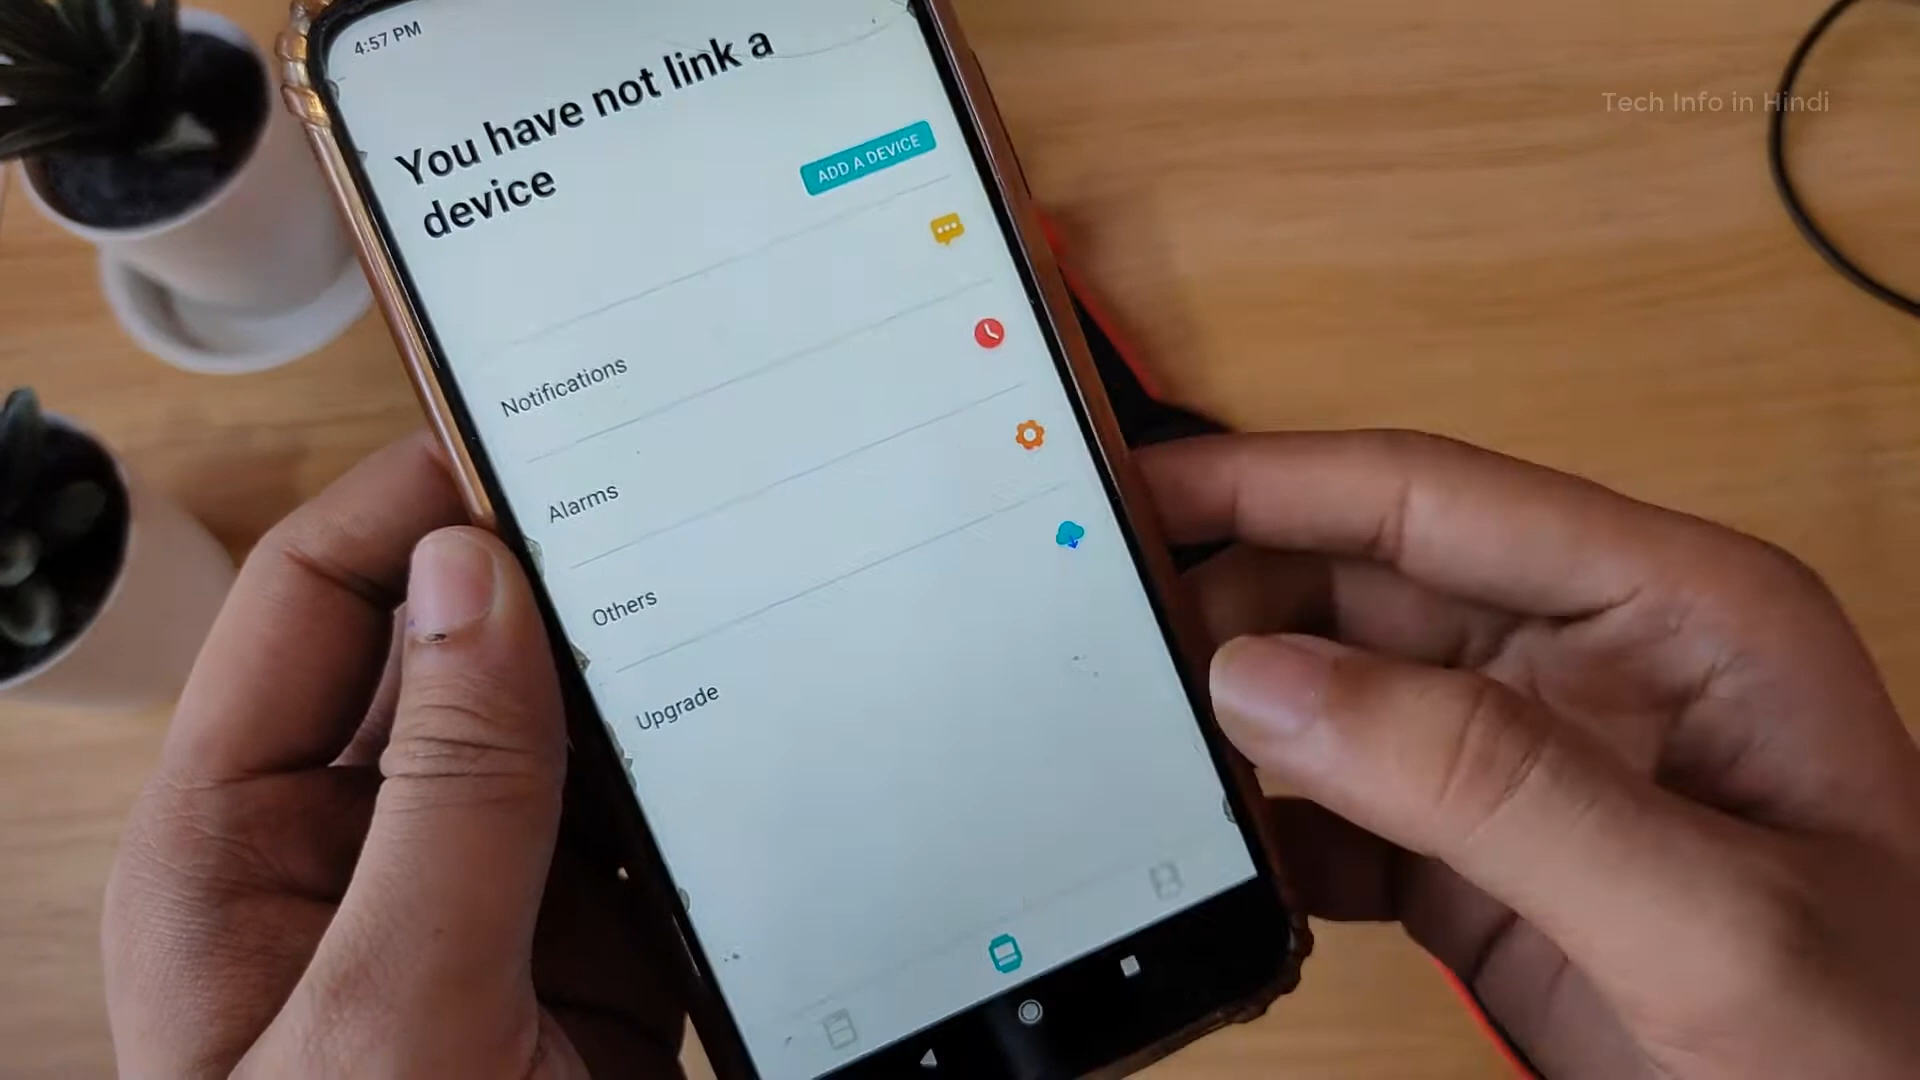 4:57 PM
You have not link a
device
ADD A DEVICE
Notifications
Alarms
Others
Upgrade
Tech Info in Hindi